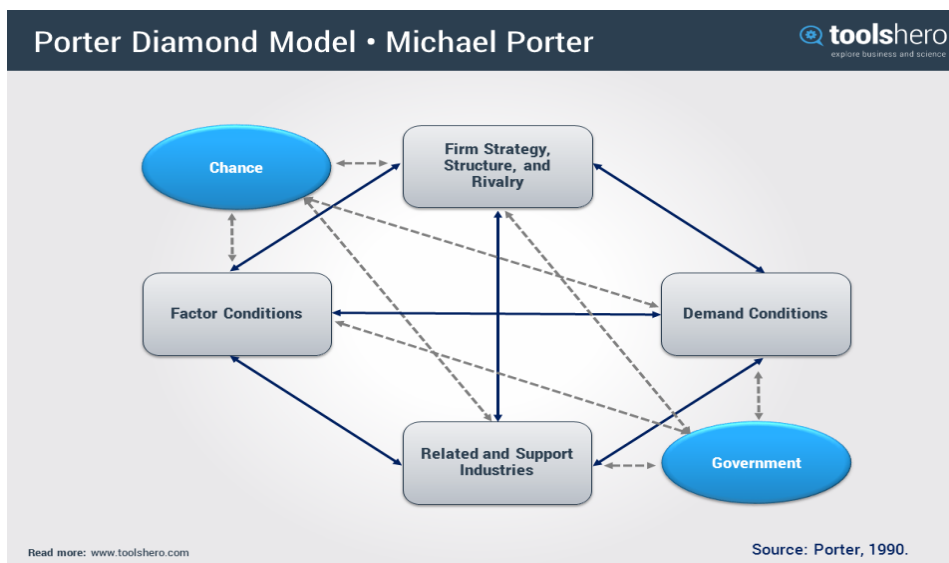 Porter Diamond Model • Michael Porter
toolshero
explore business and science
Chance
Firm Strategy,
Structure, and
Rivalry
Factor Conditions
Demand Conditions
Related and Support
Industries
Government
Read more: www.toolshero.com
Source: Porter, 1990.